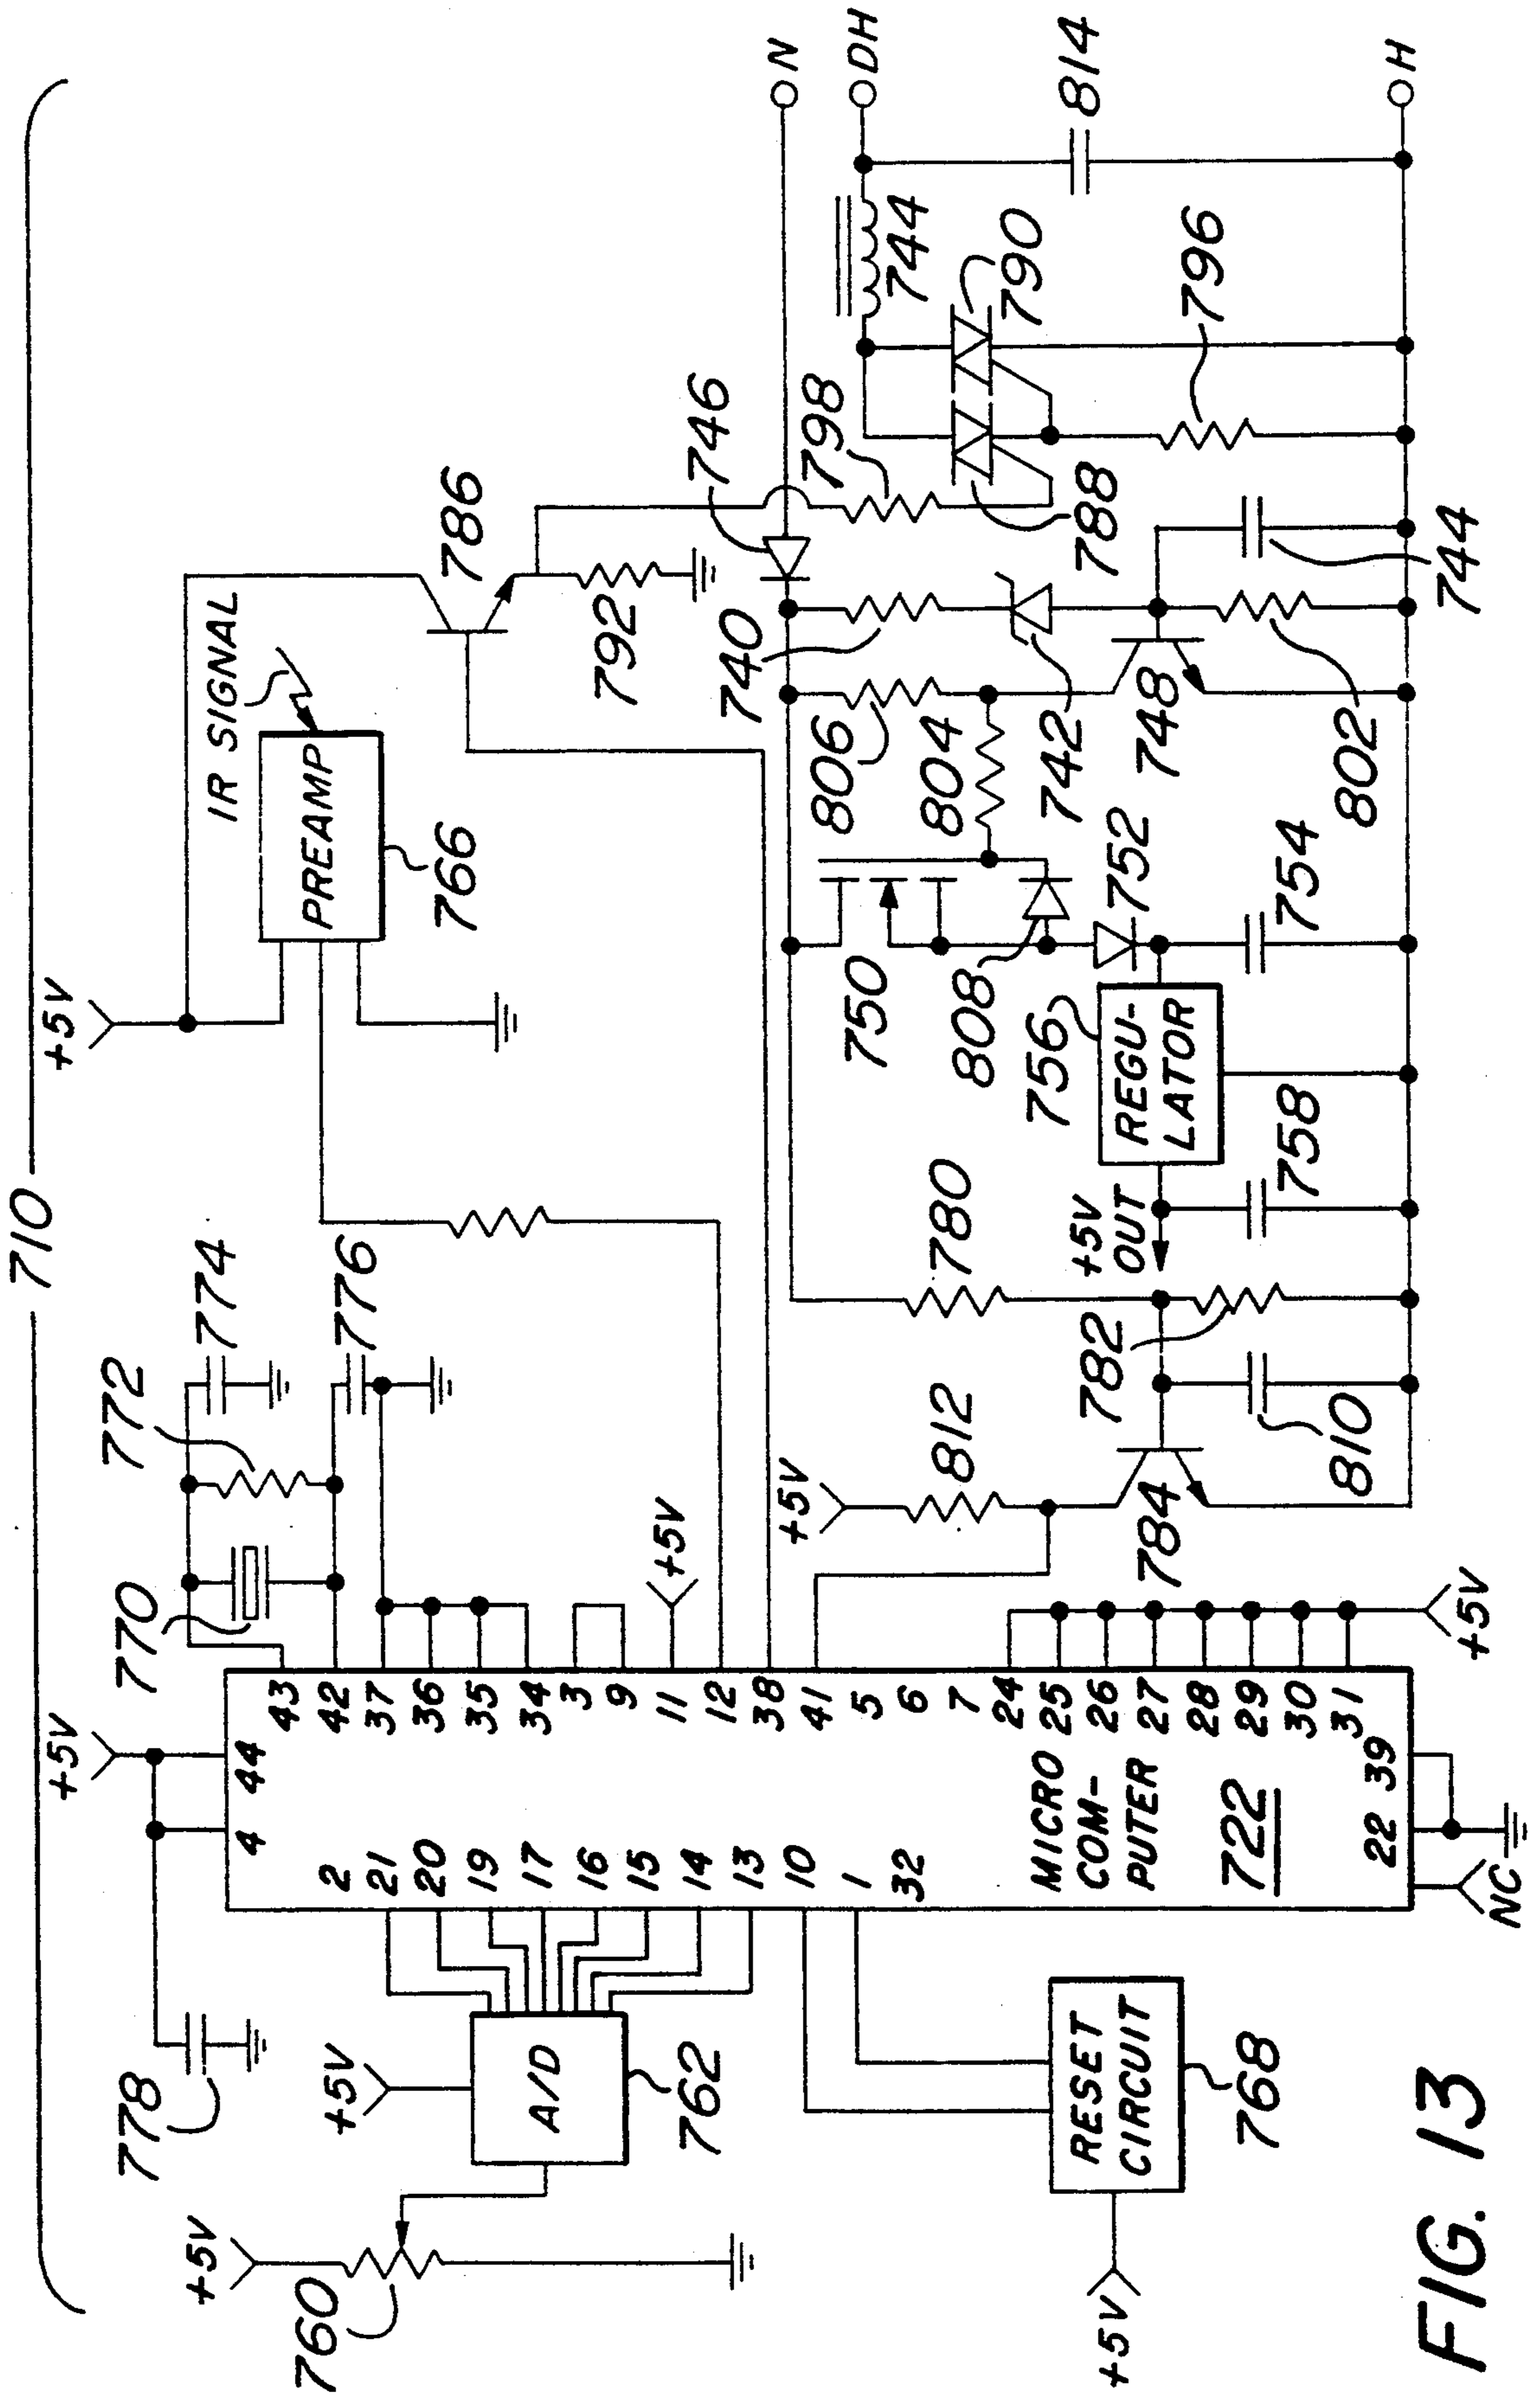 710
+5V
778
+5V
770
772
774
776
+5V
IR SIGNAL
PREAMP
766
786
792
+5V
760
+5V
A/D
762
4
44
2
21
20
19
17
16
15
14
13
10
1
32
43
42
37
36
35
34
3
9
11
12
38
41
5
6
7
24
25
26
27
28
29
30
31
MICRO
COM-
PUTER
722
22
39
NC
+5V
+5V
+5V
812
784
810
780
782
+5V
OUT
758
756
REGU-
LATOR
750
808
752
754
806
804
740
742
748
802
744
746
798
788
790
796
744
814
N
DH
H
RESET
CIRCUIT
768
+5V
FIG. 13